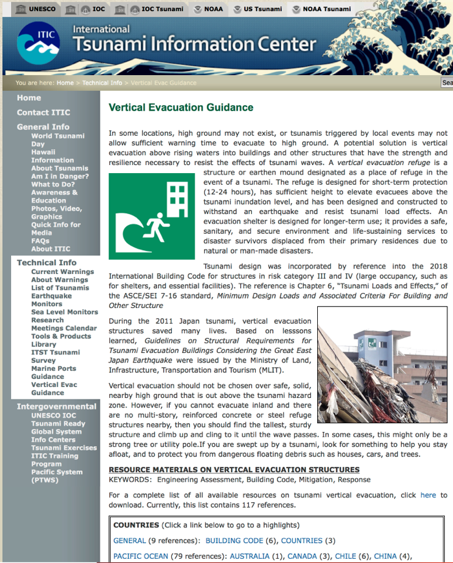 UNESCO IOC IOC Tsunami NOAA US Tsunami NOAA Tsunami
ITIC
International
Tsunami Information Center
You are here: Home > Technical Info > Vertical Evac Guidance
Sea
Home
Contact ITIC
General Info
World Tsunami
Day
Hawaii
Information
About Tsunamis
Am I in Danger?
What to Do?
Awareness &
Education
Photos, Video,
Graphics
Quick Info for
Media
FAQs
About ITIC
Technical Info
Current Warnings
About Warnings
List of Tsunamis
Earthquake
Monitors
Sea Level Monitors
Research
Meetings Calendar
Tools & Products
Library
ITST Tsunami
Survey
Marine Ports
Guidance
Vertical Evac
Guidance
Intergovernmental
UNESCO IOC
Tsunami Ready
Global System
Info Centers
Tsunami Exercises
ITIC Training
Program
Pacific System
(PTWS)
Vertical Evacuation Guidance
In some locations, high ground may not exist, or tsunamis triggered by local events may not
allow sufficient warning time to evacuate to high ground. A potential solution is vertical
evacuation above rising waters into buildings and other structures that have the strength and
resilience necessary to resist the effects of tsunami waves. A vertical evacuation refuge is a
structure or earthen mound designated as a place of refuge in the
event of a tsunami. The refuge is designed for short-term protection
(12-24 hours), has sufficient height to elevate evacuees above the
tsunami inundation level, and has been designed and constructed to
withstand an earthquake and resist tsunami load effects. An
evacuation shelter is designed for longer-term use; it provides a safe,
sanitary, and secure environment and life-sustaining services to
disaster survivors displaced from their primary residences due to
natural or man-made disasters.
Tsunami design was incorporated by reference into the 2018
International Building Code for structures in risk category III and IV (large occupancy, such as
for shelters, and essential facilities). The reference is Chapter 6, "Tsunami Loads and Effects," of
the ASCE/SEI 7-16 standard, Minimum Design Loads and Associated Criteria For Building and
Other Structure
During the 2011 Japan tsunami, vertical evacuation
structures saved many lives. Based on lesssons
learned, Guidelines on Structural Requirements for
Tsunami Evacuation Buildings Considering the Great East
Japan Earthquake were issued by the Ministry of Land,
Infrastructure, Transportation and Tourism (MLIT).
Vertical evacuation should not be chosen over safe, solid,
nearby high ground that is out above the tsunami hazard
zone. However, if you cannot evacuate inland and there
are no multi-story, reinforced concrete or steel refuge
structures nearby, then you should find the tallest, sturdy
structure and climb up and cling to it until the wave passes. In some cases, this might only be a
strong tree or utility pole.If you are swept up by a tsunami, look for something to help you stay
afloat, and to protect you from dangerous floating debris such as houses, cars, and trees.
RESOURCE MATERIALS ON VERTICAL EVACUATION STRUCTURES
KEYWORDS: Engineering Assessment, Building Code, Mitigation, Response
For a complete list of all available resources on tsunami vertical evacuation, click here to
download. Currently, this list contains 117 references.
COUNTRIES (Click a link below to go to a highlights)
GENERAL (9 references): BUILDING CODE (6), COUNTRIES (3)
PACIFIC OCEAN (79 references): AUSTRALIA (1), CANADA (3), CHILE (6), CHINA (4),